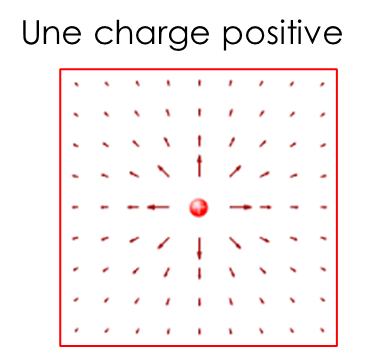 Une charge positive
+